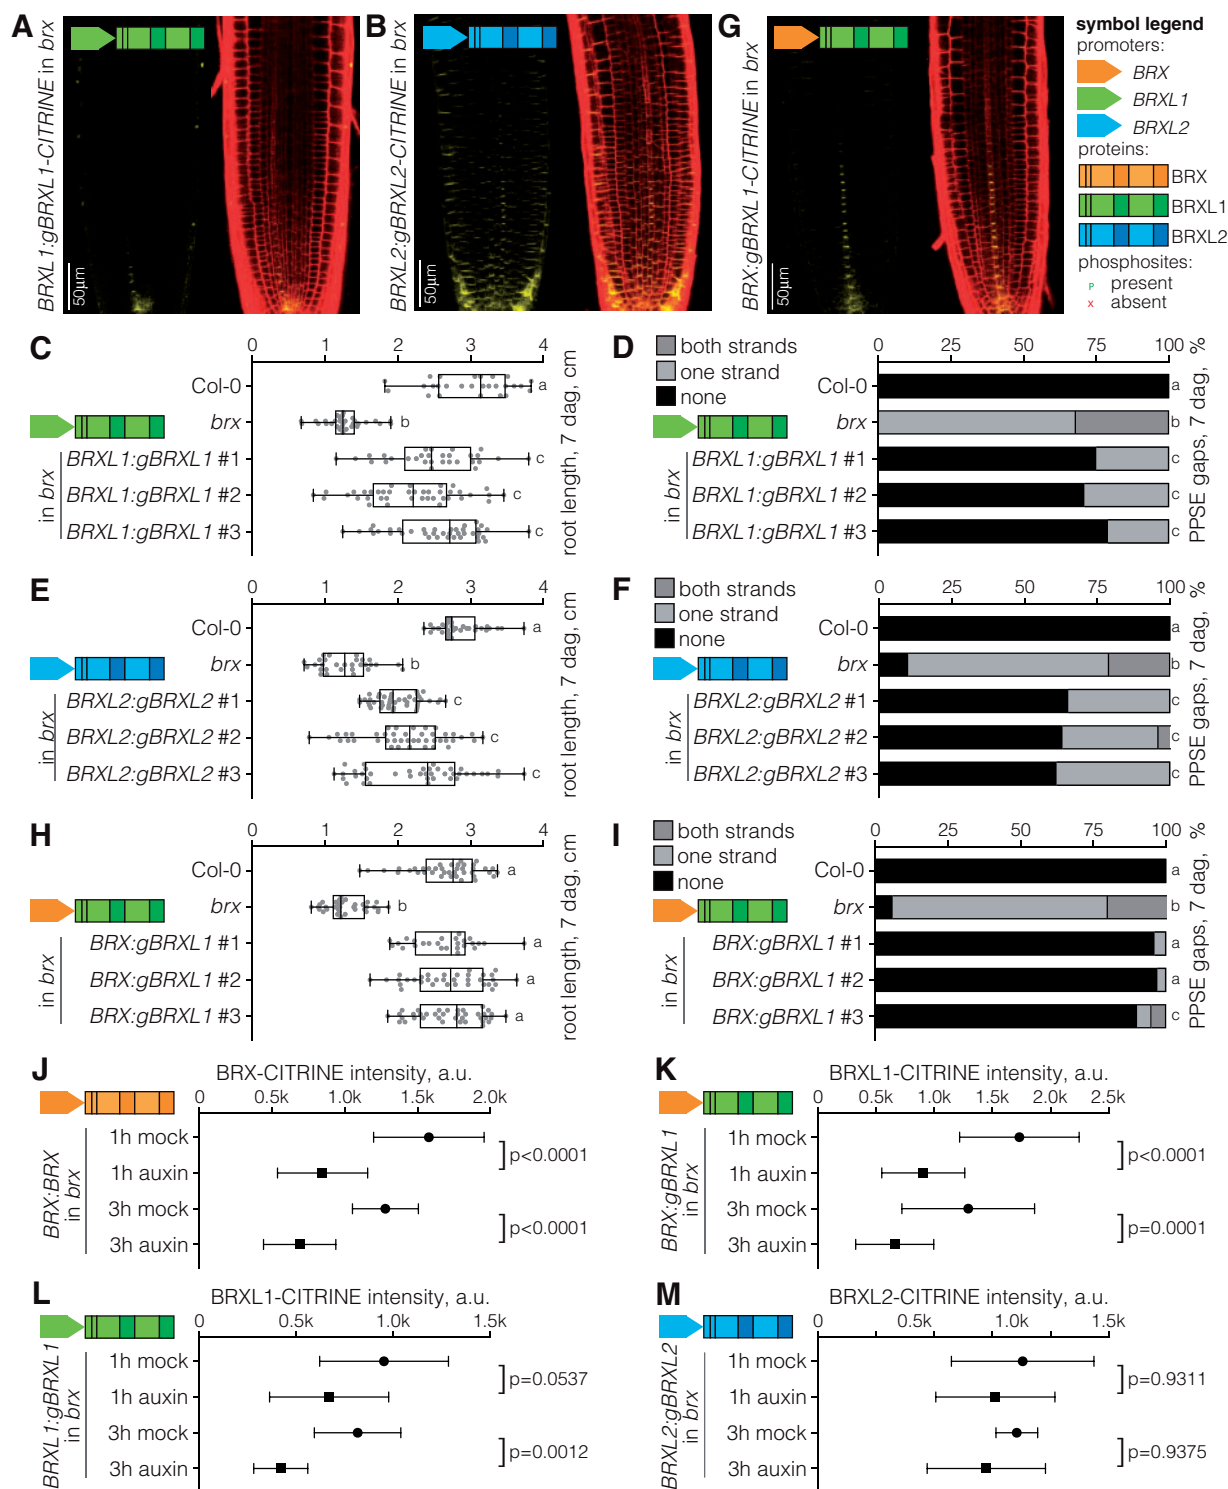 A
BRXL1:gBRXL1-CITRINE in brx
50µm
B
BRXL2:gBRXL2-CITRINE in brx
50µm
G
BRX:gBRXL1-CITRINE in brx
50µm
symbol legend
promoters:
BRX
BRXL1
BRXL2
proteins:
BRX
BRXL1
BRXL2
phosphosites:
P present
X absent
C
0 1 2 3 4
Col-0 a
brx b
BRXL1:gBRXL1 #1 c
BRXL1:gBRXL1 #2 c
BRXL1:gBRXL1 #3 c
in brx
root length, 7 dag, cm
D
both strands
one strand
none
0 25 50 75 100
Col-0 a
brx b
BRXL1:gBRXL1 #1 c
BRXL1:gBRXL1 #2 c
BRXL1:gBRXL1 #3 c
in brx
PPSE gaps, 7 dag, %
E
0 1 2 3 4
Col-0 a
brx b
BRXL2:gBRXL2 #1 c
BRXL2:gBRXL2 #2 c
BRXL2:gBRXL2 #3 c
in brx
root length, 7 dag, cm
F
both strands
one strand
none
0 25 50 75 100
Col-0 a
brx b
BRXL2:gBRXL2 #1 c
BRXL2:gBRXL2 #2 c
BRXL2:gBRXL2 #3 c
in brx
PPSE gaps, 7 dag, %
H
0 1 2 3 4
Col-0 a
brx b
BRX:gBRXL1 #1 a
BRX:gBRXL1 #2 a
BRX:gBRXL1 #3 a
in brx
root length, 7 dag, cm
I
both strands
one strand
none
0 25 50 75 100
Col-0 a
brx b
BRX:gBRXL1 #1 a
BRX:gBRXL1 #2 a
BRX:gBRXL1 #3 c
in brx
PPSE gaps, 7 dag, %
J
BRX-CITRINE intensity, a.u.
0 0.5k 1.0k 1.5k 2.0k
BRX:BRX
in brx
1h mock
1h auxin
p<0.0001
3h mock
3h auxin
p<0.0001
K
BRXL1-CITRINE intensity, a.u.
0 0.5k 1.0k 1.5k 2.0k 2.5k
BRX:gBRXL1
in brx
1h mock
1h auxin
p<0.0001
3h mock
3h auxin
p=0.0001
L
BRXL1-CITRINE intensity, a.u.
0 0.5k 1.0k 1.5k
BRXL1:gBRXL1
in brx
1h mock
1h auxin
p=0.0537
3h mock
3h auxin
p=0.0012
M
BRXL2-CITRINE intensity, a.u.
0 0.5k 1.0k 1.5k
BRXL2:gBRXL2
in brx
1h mock
1h auxin
p=0.9311
3h mock
3h auxin
p=0.9375